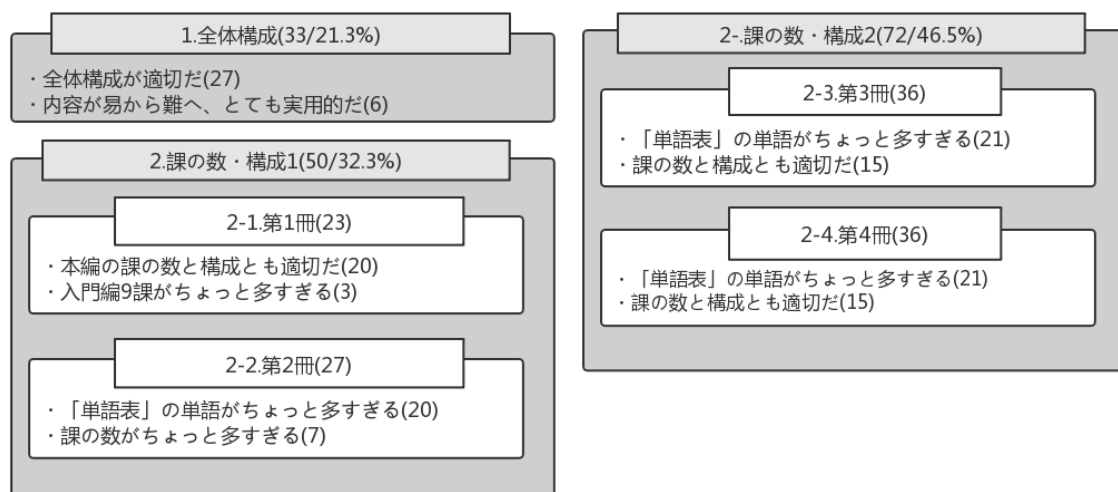 1.全体構成(33/21.3%)
・全体構成が適切だ(27)
・内容が易から難へ、とても実用的だ(6)
2.課の数・構成1(50/32.3%)
2-1.第1冊(23)
・本編の課の数と構成とも適切だ(20)
・入門編9課がちょっと多すぎる(3)
2-2.第2冊(27)
・「単語表」の単語がちょっと多すぎる(20)
・課の数がちょっと多すぎる(7)
2-.課の数・構成2(72/46.5%)
2-3.第3冊(36)
・「単語表」の単語がちょっと多すぎる(21)
・課の数と構成とも適切だ(15)
2-4.第4冊(36)
・「単語表」の単語がちょっと多すぎる(21)
・課の数と構成とも適切だ(15)